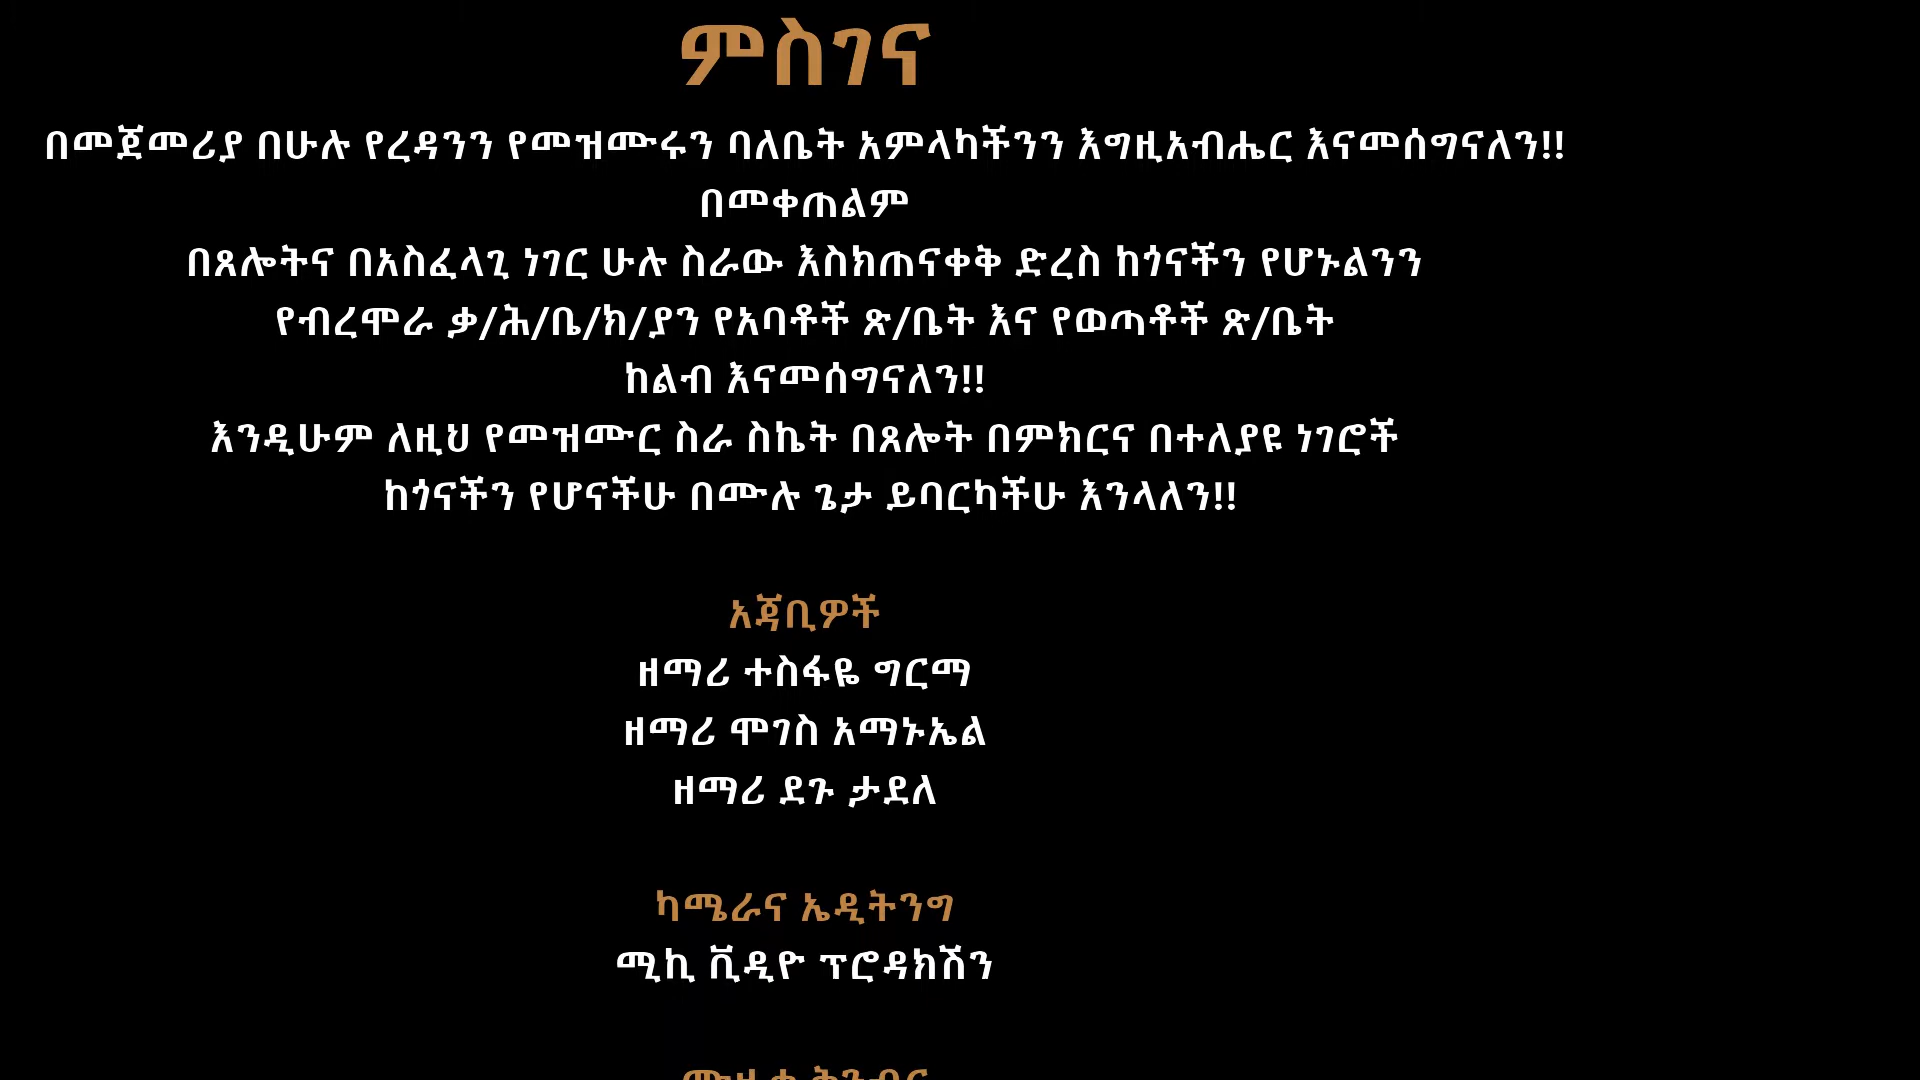 ምስገና
በመጀመሪያ በሁሉ የረዳንን የመዝሙሩን ባለቤት አምላካችንን እግዚአብሔር እናመሰግናለን!!
በመቀጠልም
በጸሎትና በአስፈላጊ ነገር ሁሉ ስራው እስክጠናቀቅ ድረስ ከጎናችን የሆኑልንን
የብረሞራ ቃ/ሕ/ቤ/ክ/ያን የአባቶች ጽ/ቤት እና የወጣቶች ጽ/ቤት
ከልብ እናመሰግናለን!!
እንዲሁም ለዚህ የመዝሙር ስራ ስኬት በጸሎት በምክርና በተለያዩ ነገሮች
ከጎናችን የሆናችሁ በሙሉ ጌታ ይባርካችሁ እንላለን!!
አጃቢዎች
ዘማሪ ተስፋዬ ግርማ
ዘማሪ ሞገስ አማኑኤል
ዘማሪ ደጉ ታደለ
ካሜራና ኤዲትንግ
ሚኪ ቪዲዮ ፕሮዳክሽን